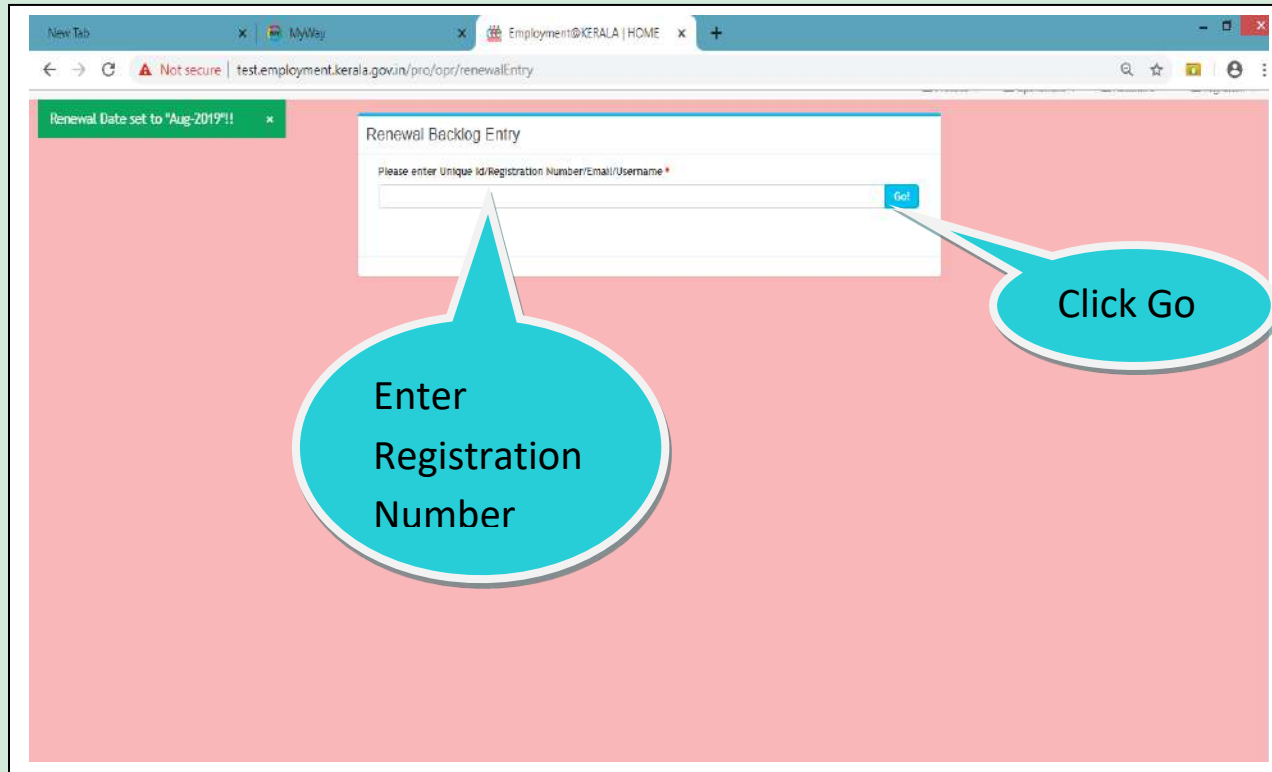 New Tab
MyWay
Employment@KERALA | HOME
Not secure | test.employment.kerala.gov.in/pro/opr/renewalEntry
Renewal Date set to "Aug-2019"!! ×
Renewal Backlog Entry
Please enter Unique Id/Registration Number/Email/Username *
Go!
Click Go
Enter
Registration
Number